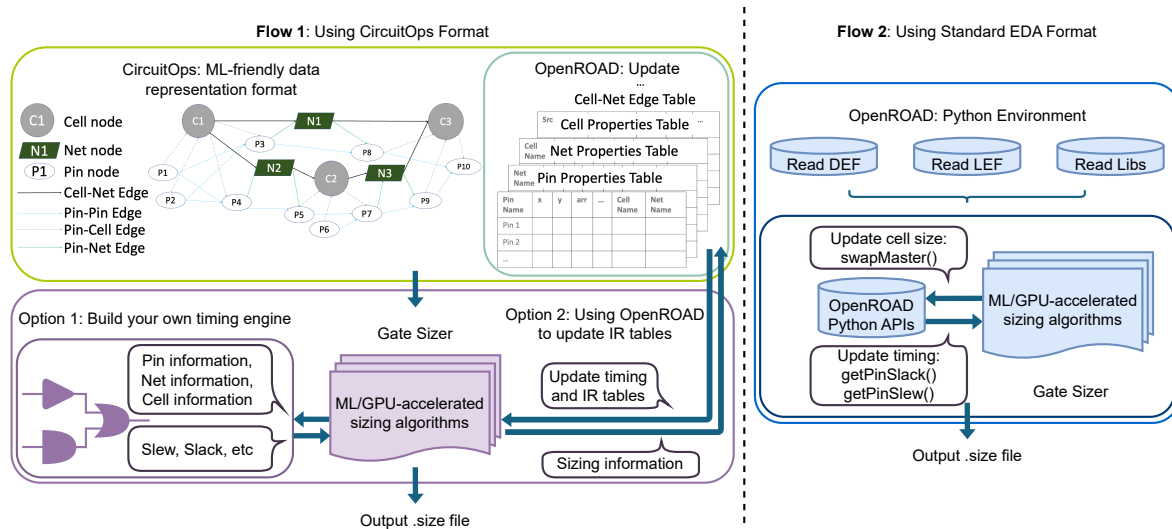 Flow 1: Using CircuitOps Format
CircuitOps: ML-friendly data
representation format
C1
Cell node
N1
Net node
P1
Pin node
Cell-Net Edge
Pin-Pin Edge
Pin-Cell Edge
Pin-Net Edge
C1
N1
C3
P3
P8
P1
N2
C2
N3
P10
P2
P4
P5
P6
P7
P9
OpenROAD: Update
...
Cell-Net Edge Table
Src
...
Cell Properties Table
Cell
Name
Net Properties Table
Net
Name
Pin Properties Table
Pin
Name
x
y
arr
...
Cell
Name
Net
Name
Pin 1
Pin 2
...
Option 1: Build your own timing engine
Pin information,
Net information,
Cell information
Slew, Slack, etc
Gate Sizer
ML/GPU-accelerated
sizing algorithms
Option 2: Using OpenROAD
to update IR tables
Update timing
and IR tables
Sizing information
Output .size file
Flow 2: Using Standard EDA Format
OpenROAD: Python Environment
Read DEF
Read LEF
Read Libs
Update cell size:
swapMaster()
OpenROAD
Python APIs
ML/GPU-accelerated
sizing algorithms
Update timing:
getPinSlack()
getPinSlew()
Gate Sizer
Output .size file